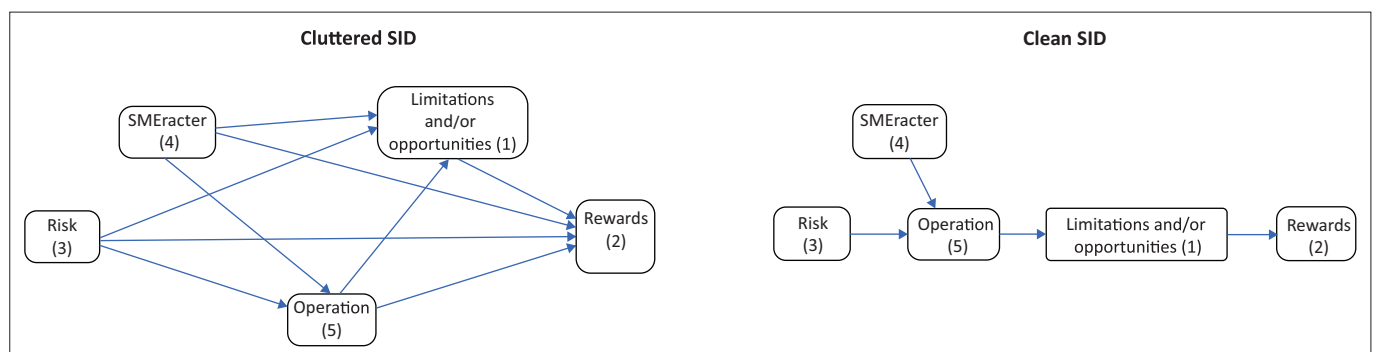 Cluttered SID
SMEracter
(4)
Limitations
and/or
opportunities (1)
Risk
(3)
Rewards
(2)
Operation
(5)
Clean SID
SMEracter
(4)
Risk
(3)
Operation
(5)
Limitations and/or
opportunities (1)
Rewards
(2)